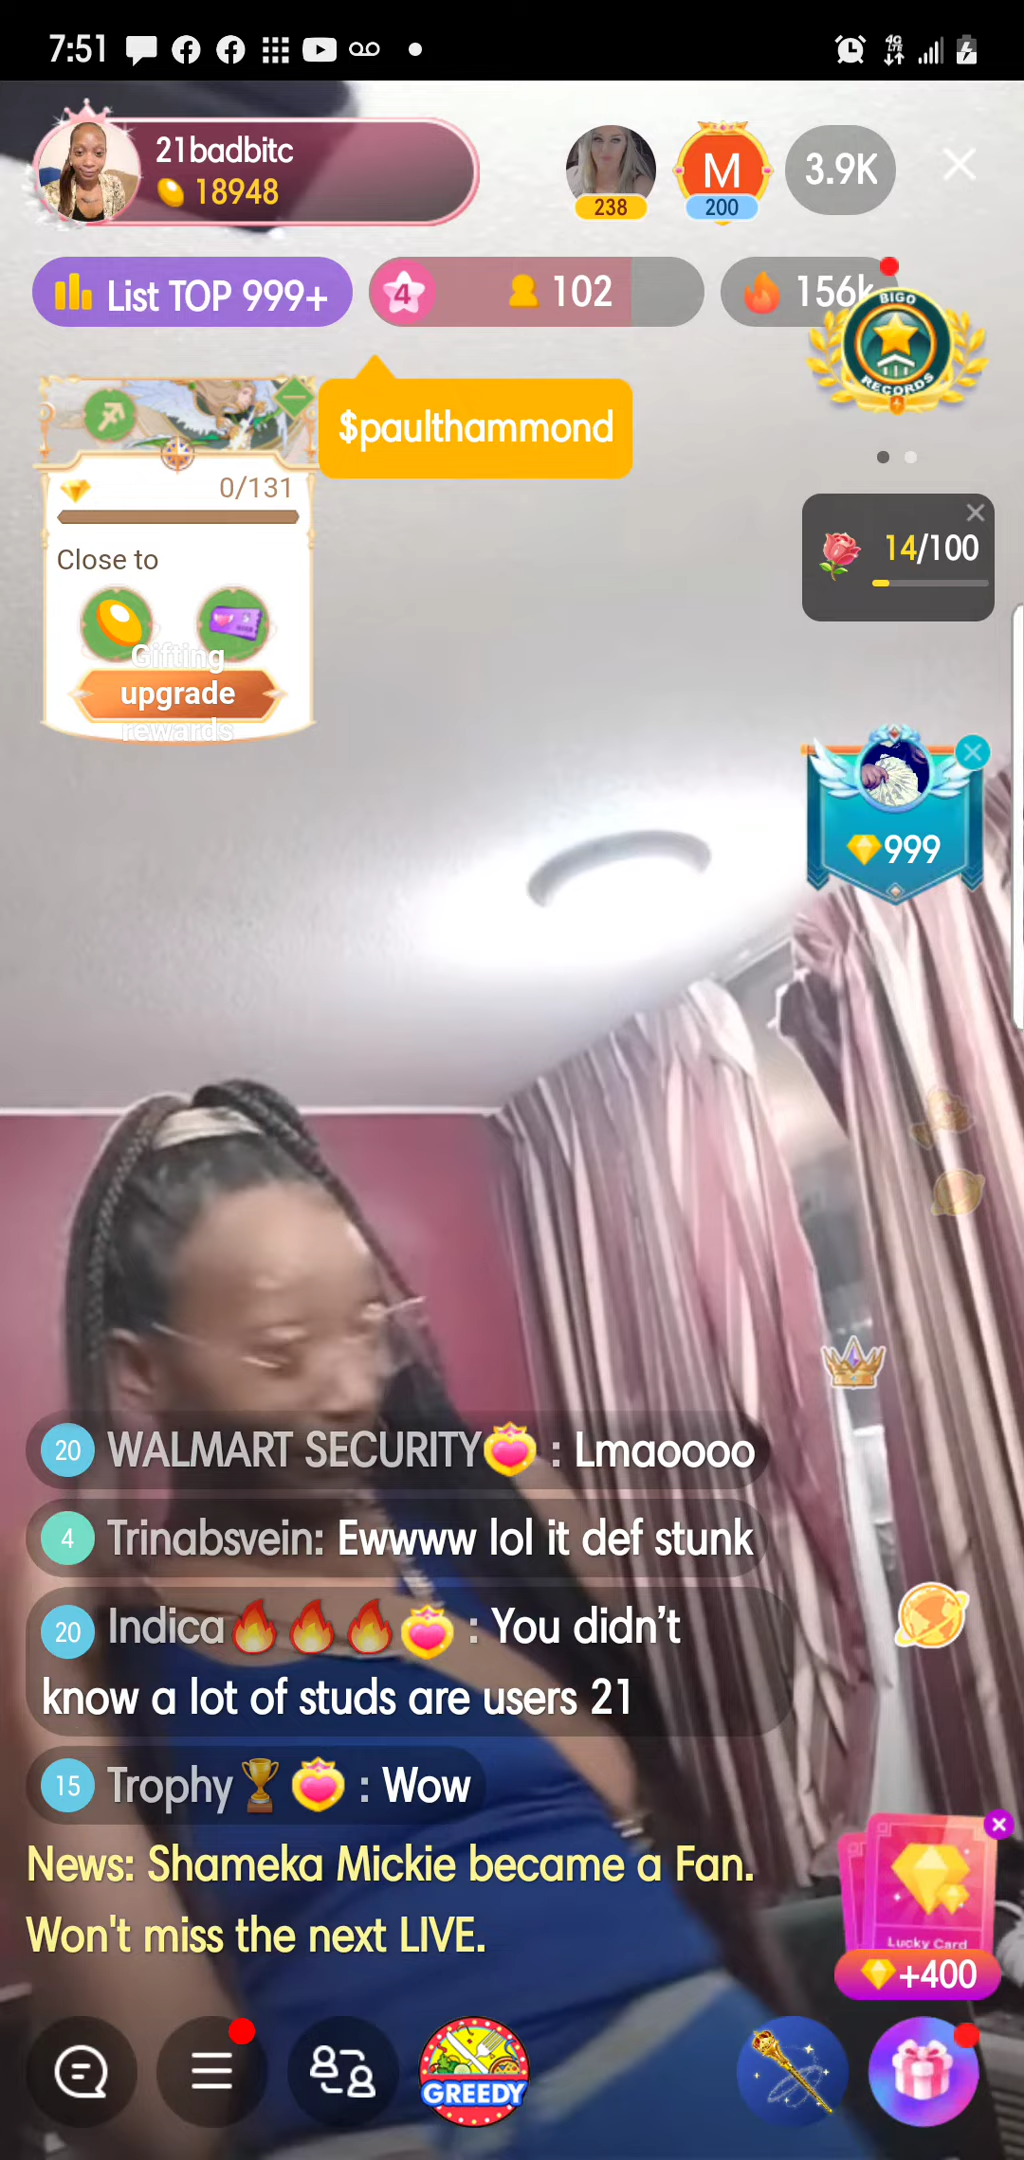 7:51
4G
LTE
21badbitc
18948
238
M
200
3.9K
List TOP 999+
4
102
156k
BIGO
RECORDS
$paulthammond
0/131
Close to
Gifting
upgrade
rewards
14/100
999
20 WALMART SECURITY : Lmaoooo
4 Trinabsvein: Ewwww lol it def stunk
20 Indica🔥🔥🔥 : You didn't
know a lot of studs are users 21
15 Trophy🏆 : Wow
News: Shameka Mickie became a Fan.
Won't miss the next LIVE.
Lucky Card
+400
GREEDY